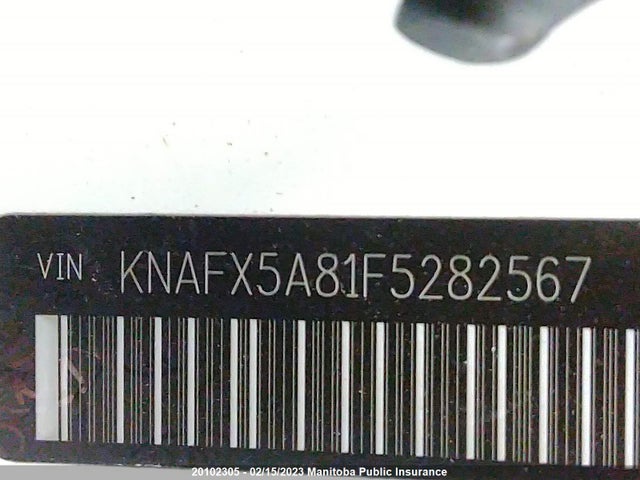 VIN KNAFX5A81F5282567
20102305 - 02/15/2023 Manitoba Public Insurance